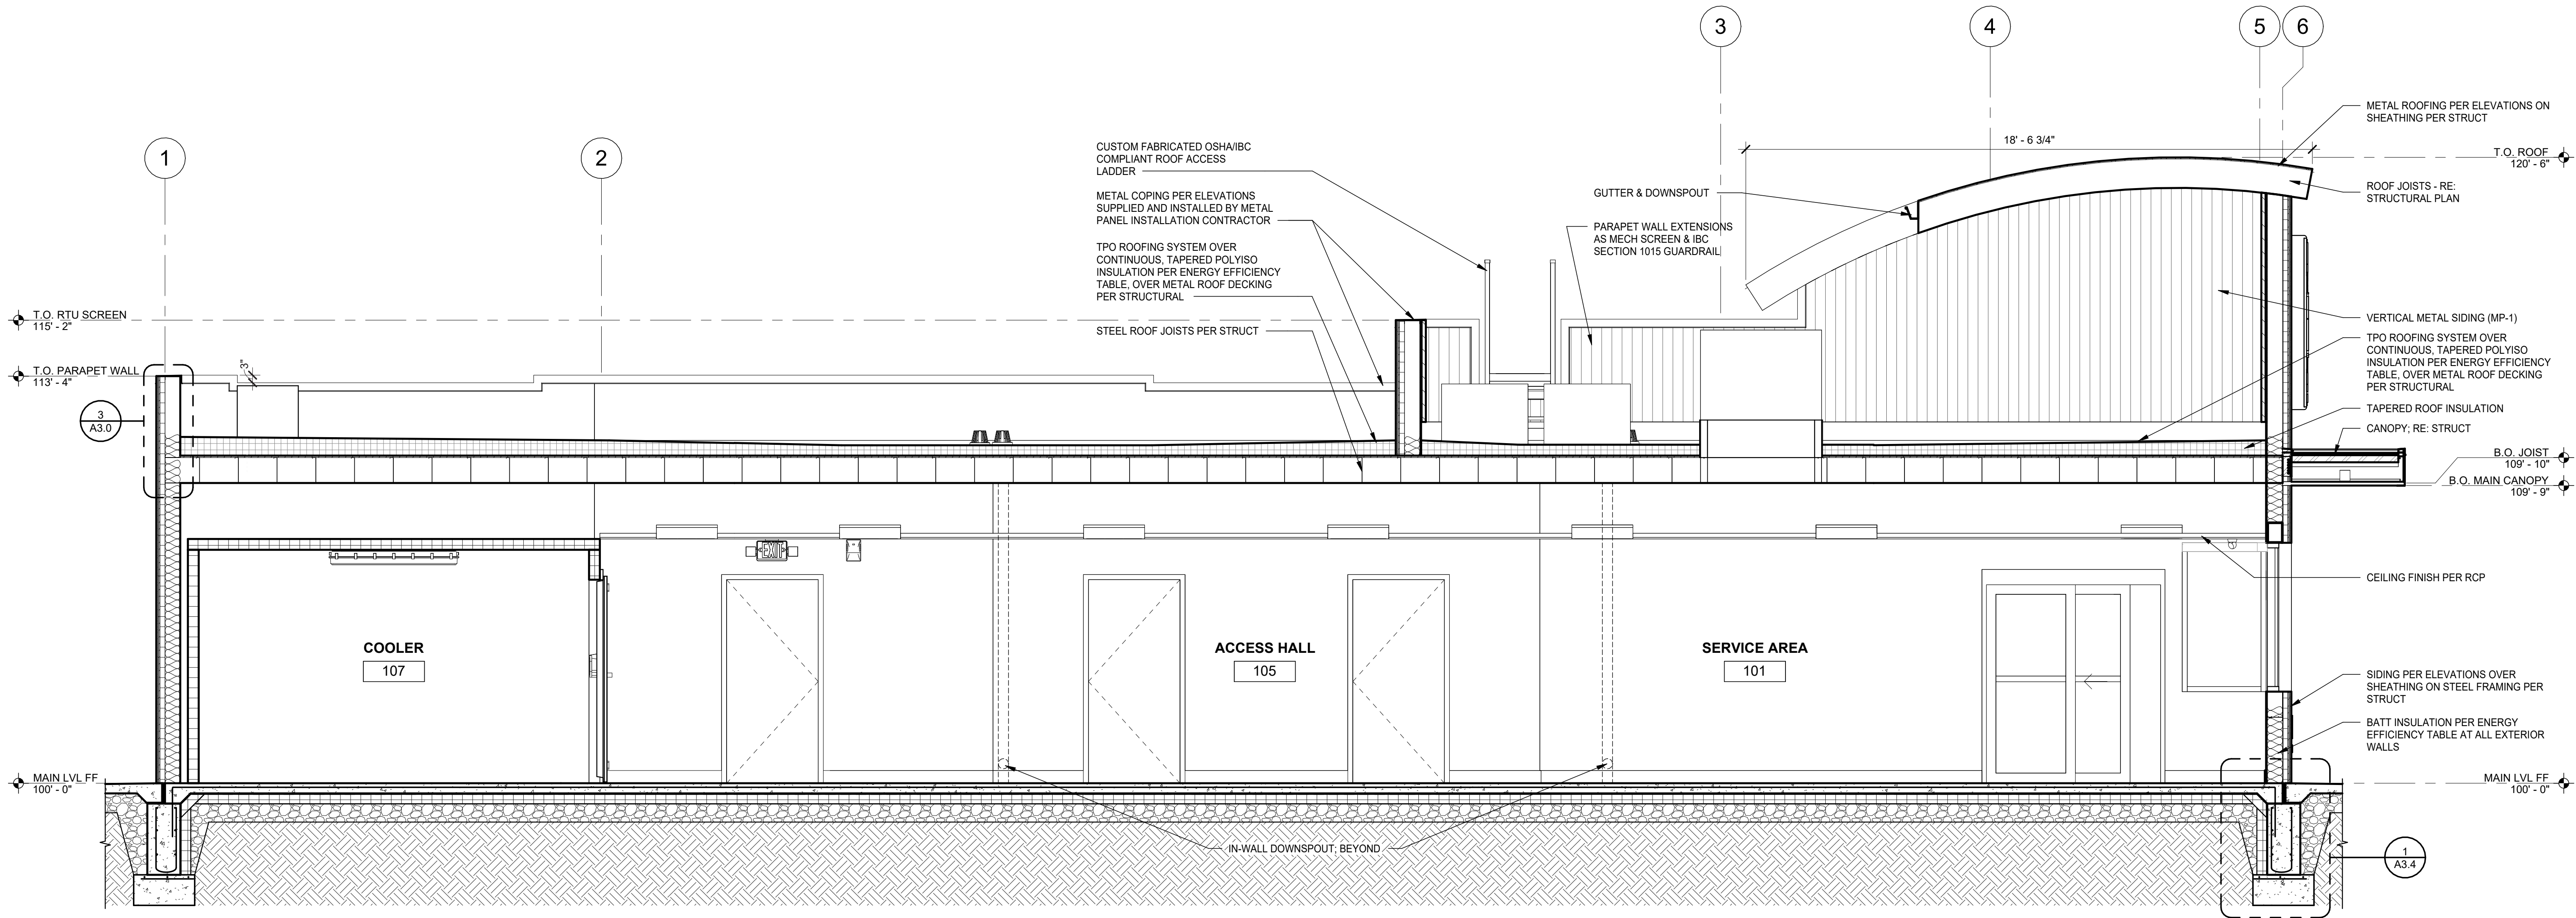 1
2
3
4
5
6
18' - 6 3/4"
METAL ROOFING PER ELEVATIONS ON
SHEATHING PER STRUCT
T.O. ROOF
120' - 6"
ROOF JOISTS - RE:
STRUCTURAL PLAN
CUSTOM FABRICATED OSHA/IBC
COMPLIANT ROOF ACCESS
LADDER
METAL COPING PER ELEVATIONS
SUPPLIED AND INSTALLED BY METAL
PANEL INSTALLATION CONTRACTOR
TPO ROOFING SYSTEM OVER
CONTINUOUS, TAPERED POLYISO
INSULATION PER ENERGY EFFICIENCY
TABLE, OVER METAL ROOF DECKING
PER STRUCTURAL
STEEL ROOF JOISTS PER STRUCT
GUTTER & DOWNSPOUT
PARAPET WALL EXTENSIONS
AS MECH SCREEN & IBC
SECTION 1015 GUARDRAIL
T.O. RTU SCREEN
115' - 2"
T.O. PARAPET WALL
113' - 4"
3"
3
A3.0
VERTICAL METAL SIDING (MP-1)
TPO ROOFING SYSTEM OVER
CONTINUOUS, TAPERED POLYISO
INSULATION PER ENERGY EFFICIENCY
TABLE, OVER METAL ROOF DECKING
PER STRUCTURAL
TAPERED ROOF INSULATION
CANOPY; RE: STRUCT
B.O. JOIST
109' - 10"
B.O. MAIN CANOPY
109' - 9"
EXIT
CEILING FINISH PER RCP
COOLER
107
ACCESS HALL
105
SERVICE AREA
101
SIDING PER ELEVATIONS OVER
SHEATHING ON STEEL FRAMING PER
STRUCT
BATT INSULATION PER ENERGY
EFFICIENCY TABLE AT ALL EXTERIOR
WALLS
MAIN LVL FF
100' - 0"
MAIN LVL FF
100' - 0"
IN-WALL DOWNSPOUT; BEYOND
1
A3.4